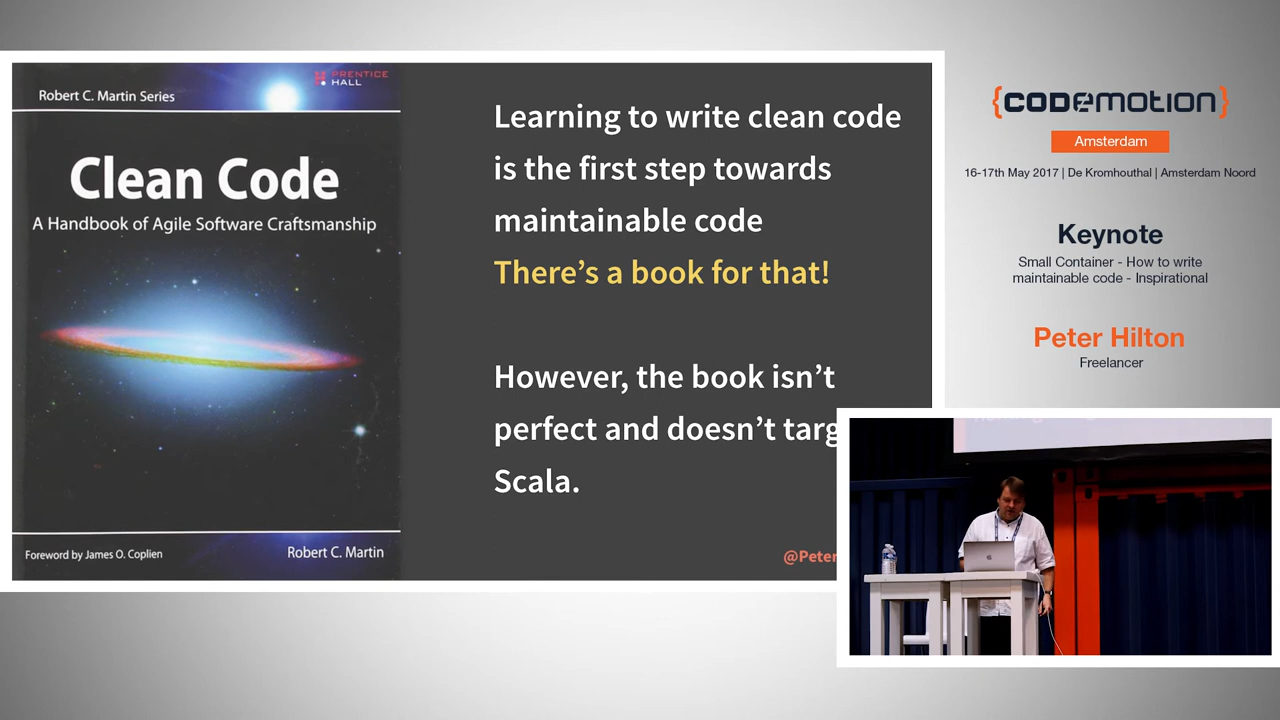 PRENTICE
HALL
Robert C. Martin Series
Clean Code
A Handbook of Agile Software Craftsmanship
Foreword by James O. Coplien
Robert C. Martin
Learning to write clean code
is the first step towards
maintainable code
There’s a book for that!
However, the book isn’t
perfect and doesn’t targ
Scala.
@Peter
{CODEMOTION}
Amsterdam
16-17th May 2017 | De Kromhouthal | Amsterdam Noord
Keynote
Small Container - How to write
maintainable code - Inspirational
Peter Hilton
Freelancer